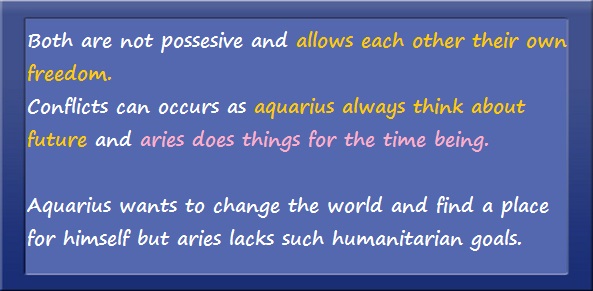 Both are not possesive and allows each other their own
freedom.
Conflicts can occurs as aquarius always think about
future and aries does things for the time being.
Aquarius wants to change the world and find a place
for himself but aries lacks such humanitarian goals.